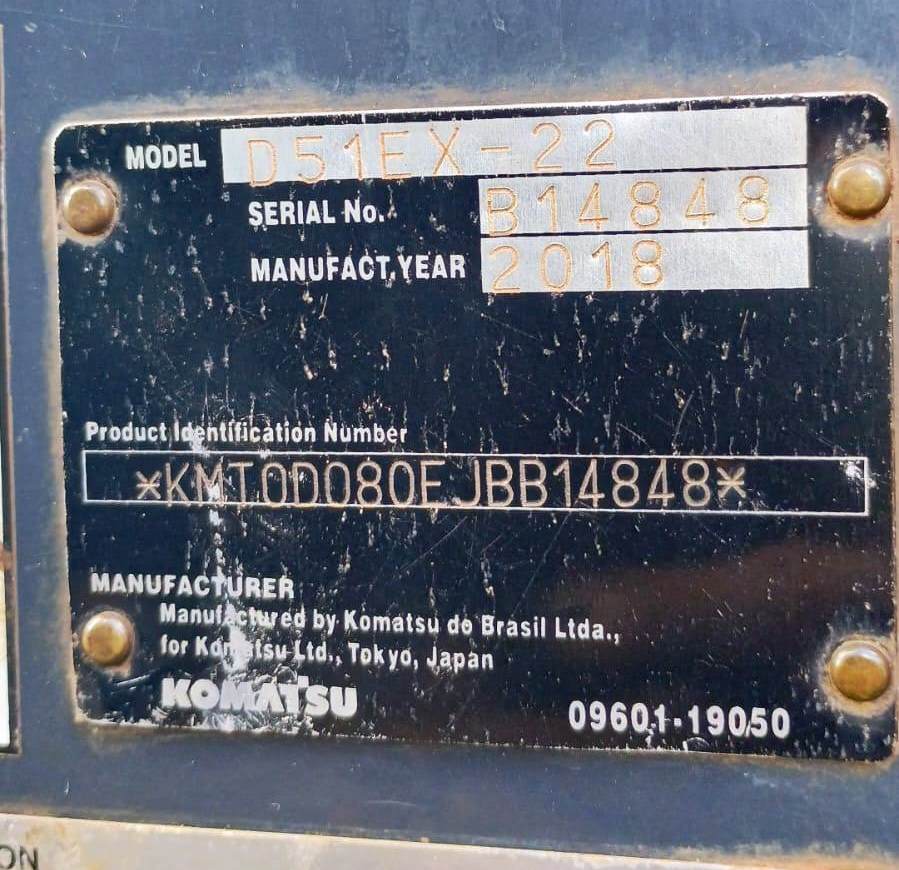 MODEL D51EX-22
SERIAL No. B14848
MANUFACT.YEAR 2018
Product Identification Number
*KMT0D080EJBB14848*
MANUFACTURER
Manufactured by Komatsu do Brasil Ltda.,
for Komatsu Ltd., Tokyo, Japan
KOMATSU
09601-19050
ON